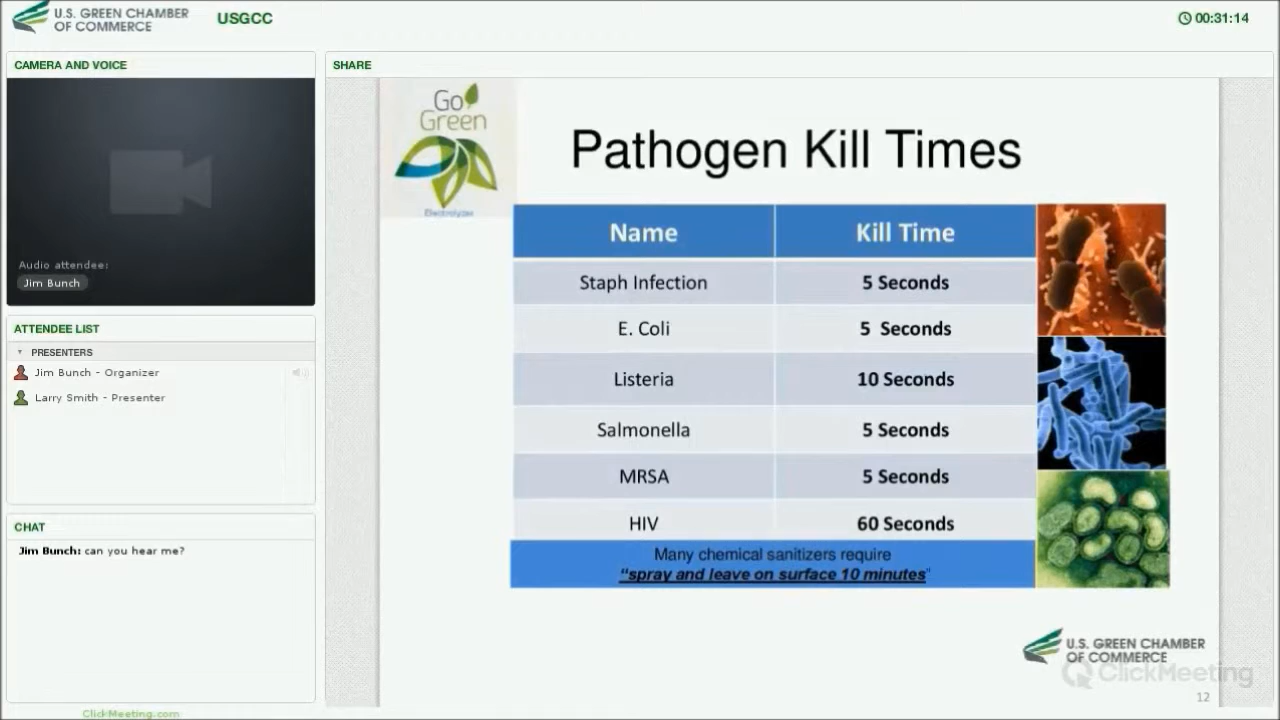 U.S. GREEN CHAMBER
OF COMMERCE
USGCC
00:31:14
CAMERA AND VOICE
Audio attendee:
Jim Bunch
ATTENDEE LIST
PRESENTERS
Jim Bunch - Organizer
Larry Smith - Presenter
CHAT
Jim Bunch: can you hear me?
ClickMeeting.com
SHARE
Go
Green
Electrolyzer
Pathogen Kill Times
Name Kill Time
Staph Infection 5 Seconds
E. Coli 5 Seconds
Listeria 10 Seconds
Salmonella 5 Seconds
MRSA 5 Seconds
HIV 60 Seconds
Many chemical sanitizers require
“spray and leave on surface 10 minutes”
U.S. GREEN CHAMBER
OF COMMERCE
ClickMeeting
12